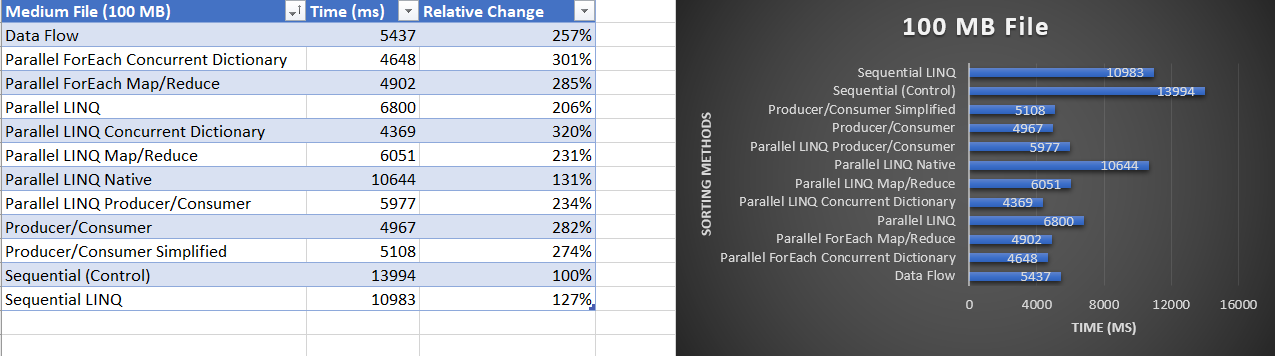 Medium File (100 MB) Time (ms) Relative Change
Data Flow 5437 257%
Parallel ForEach Concurrent Dictionary 4648 301%
Parallel ForEach Map/Reduce 4902 285%
Parallel LINQ 6800 206%
Parallel LINQ Concurrent Dictionary 4369 320%
Parallel LINQ Map/Reduce 6051 231%
Parallel LINQ Native 10644 131%
Parallel LINQ Producer/Consumer 5977 234%
Producer/Consumer 4967 282%
Producer/Consumer Simplified 5108 274%
Sequential (Control) 13994 100%
Sequential LINQ 10983 127%
100 MB File
SORTING METHODS
Sequential LINQ 10983
Sequential (Control) 13994
Producer/Consumer Simplified 5108
Producer/Consumer 4967
Parallel LINQ Producer/Consumer 5977
Parallel LINQ Native 10644
Parallel LINQ Map/Reduce 6051
Parallel LINQ Concurrent Dictionary 4369
Parallel LINQ 6800
Parallel ForEach Map/Reduce 4902
Parallel ForEach Concurrent Dictionary 4648
Data Flow 5437
0 4000 8000 12000 16000
TIME (MS)